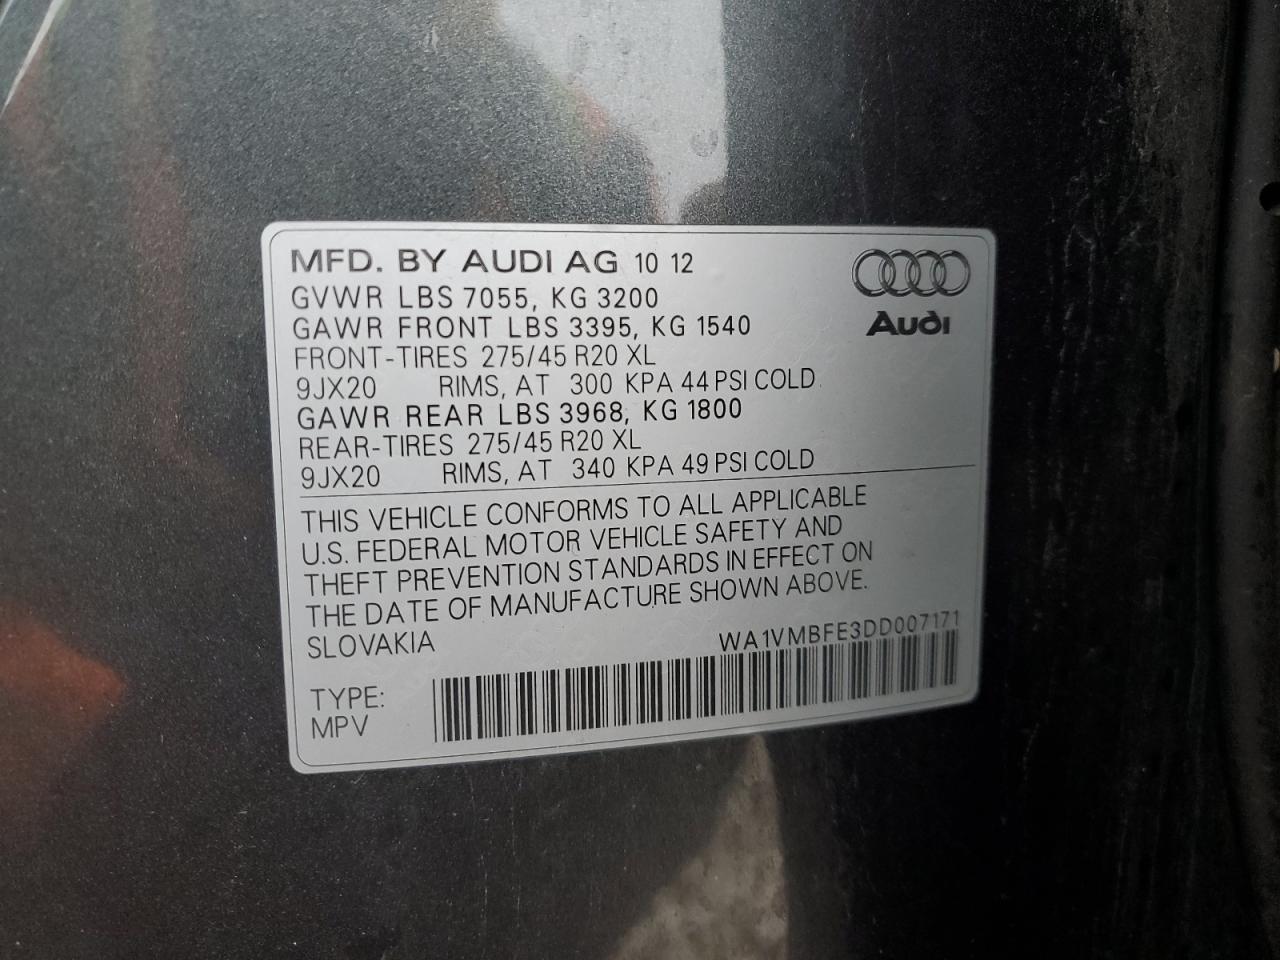 MFD. BY AUDI AG 10 12
GVWR LBS 7055, KG 3200
GAWR FRONT LBS 3395, KG 1540
FRONT-TIRES 275/45 R20 XL
9JX20 RIMS, AT 300 KPA 44 PSI COLD
GAWR REAR LBS 3968, KG 1800
REAR-TIRES 275/45 R20 XL
9JX20 RIMS, AT 340 KPA 49 PSI COLD
Audi
THIS VEHICLE CONFORMS TO ALL APPLICABLE
U.S. FEDERAL MOTOR VEHICLE SAFETY AND
THEFT PREVENTION STANDARDS IN EFFECT ON
THE DATE OF MANUFACTURE SHOWN ABOVE.
SLOVAKIA WA1VMBFE3DD007171
TYPE:
MPV